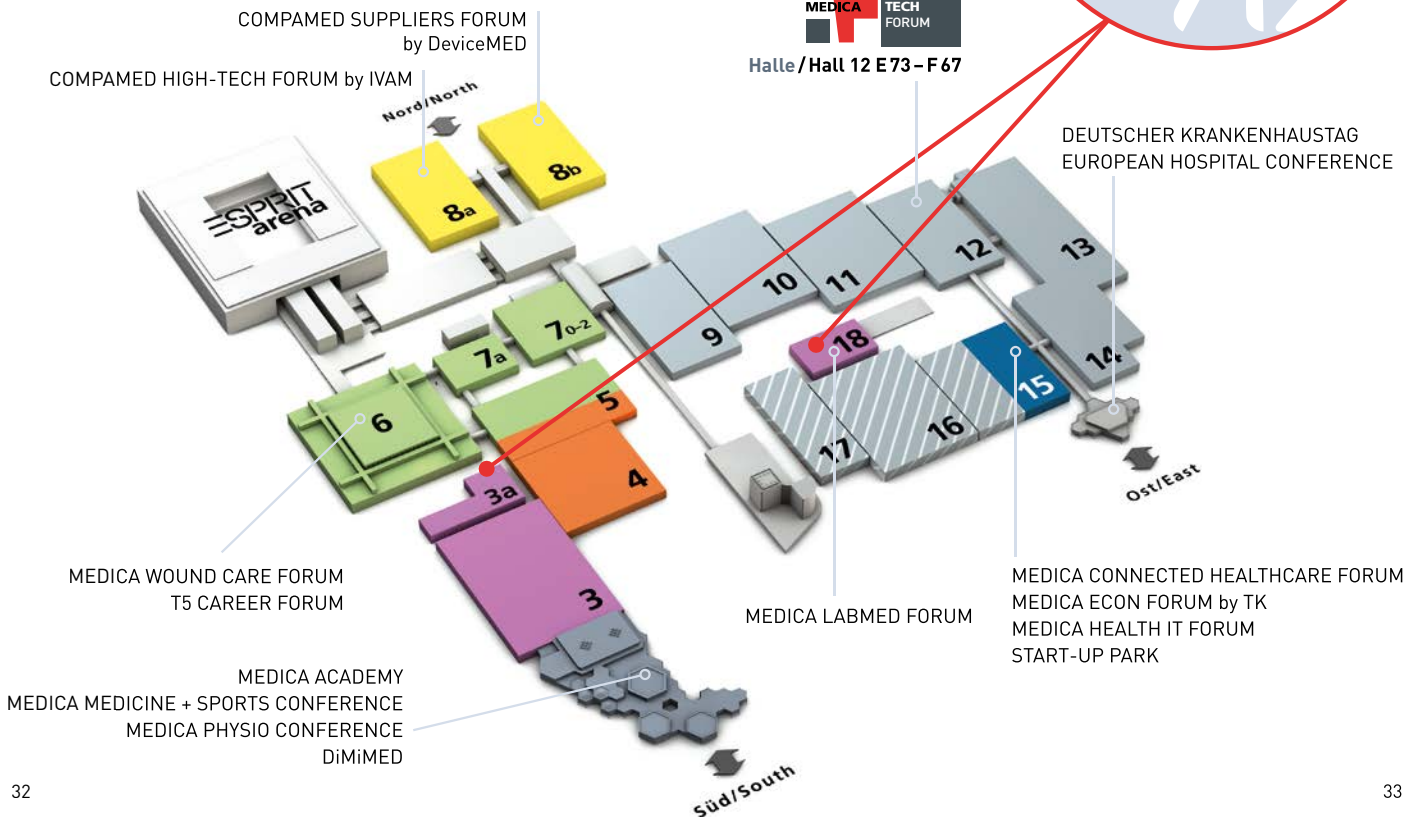 COMPAMED SUPPLIERS FORUM
by DeviceMED
COMPAMED HIGH-TECH FORUM by IVAM
MEDICA
TECH
FORUM
Halle / Hall 12 E 73 – F 67
Nord/North
DEUTSCHER KRANKENHAUSTAG
EUROPEAN HOSPITAL CONFERENCE
ESPRIT
arena
8a
8b
9
10
11
12
13
14
15
16
17
18
7a
7 0-2
6
5
4
3a
3
Ost/East
MEDICA WOUND CARE FORUM
T5 CAREER FORUM
MEDICA LABMED FORUM
MEDICA CONNECTED HEALTHCARE FORUM
MEDICA ECON FORUM by TK
MEDICA HEALTH IT FORUM
START-UP PARK
MEDICA ACADEMY
MEDICA MEDICINE + SPORTS CONFERENCE
MEDICA PHYSIO CONFERENCE
DiMiMED
Süd/South
32
33